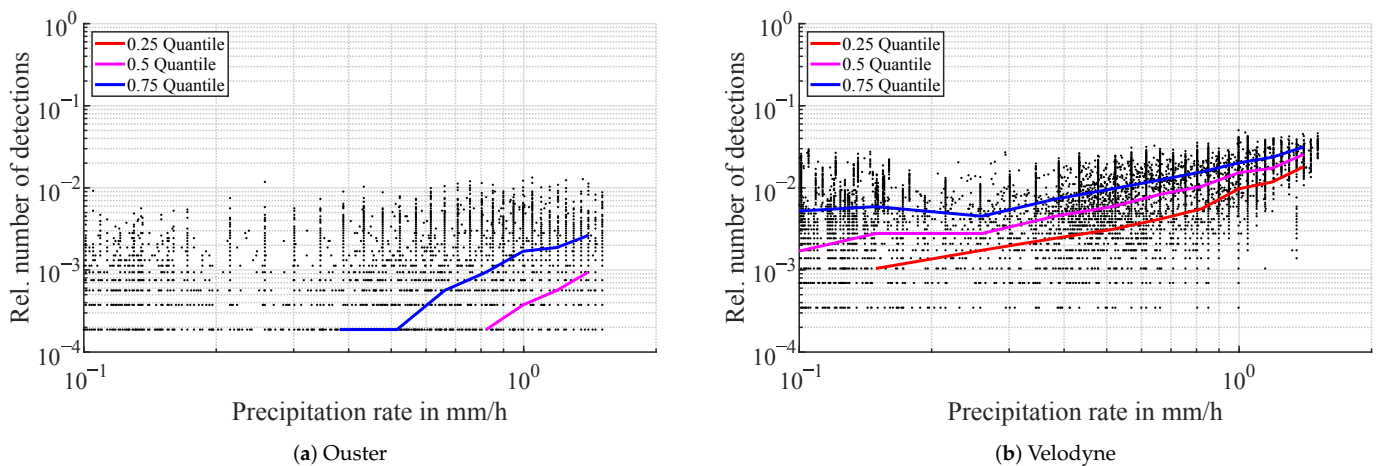 10^0
10^-1
10^-2
10^-3
10^-4
Rel. number of detections
0.25 Quantile
0.5 Quantile
0.75 Quantile
10^-1
10^0
Precipitation rate in mm/h
(a) Ouster
10^0
10^-1
10^-2
10^-3
10^-4
Rel. number of detections
0.25 Quantile
0.5 Quantile
0.75 Quantile
10^-1
10^0
Precipitation rate in mm/h
(b) Velodyne